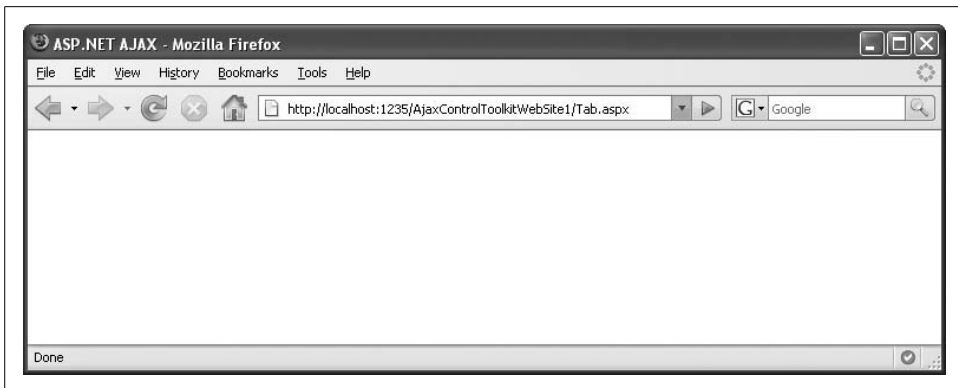 ASP.NET AJAX - Mozilla Firefox
File Edit View History Bookmarks Tools Help
http://localhost:1235/AjaxControlToolkitWebSite1/Tab.aspx G Google
Done